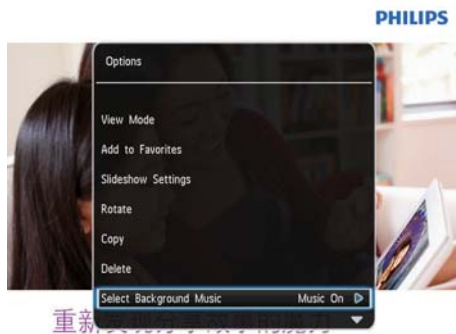 PHILIPS
Options
View Mode
Add to Favorites
Slideshow Settings
Rotate
Copy
Delete
Select Background Music Music On
重新